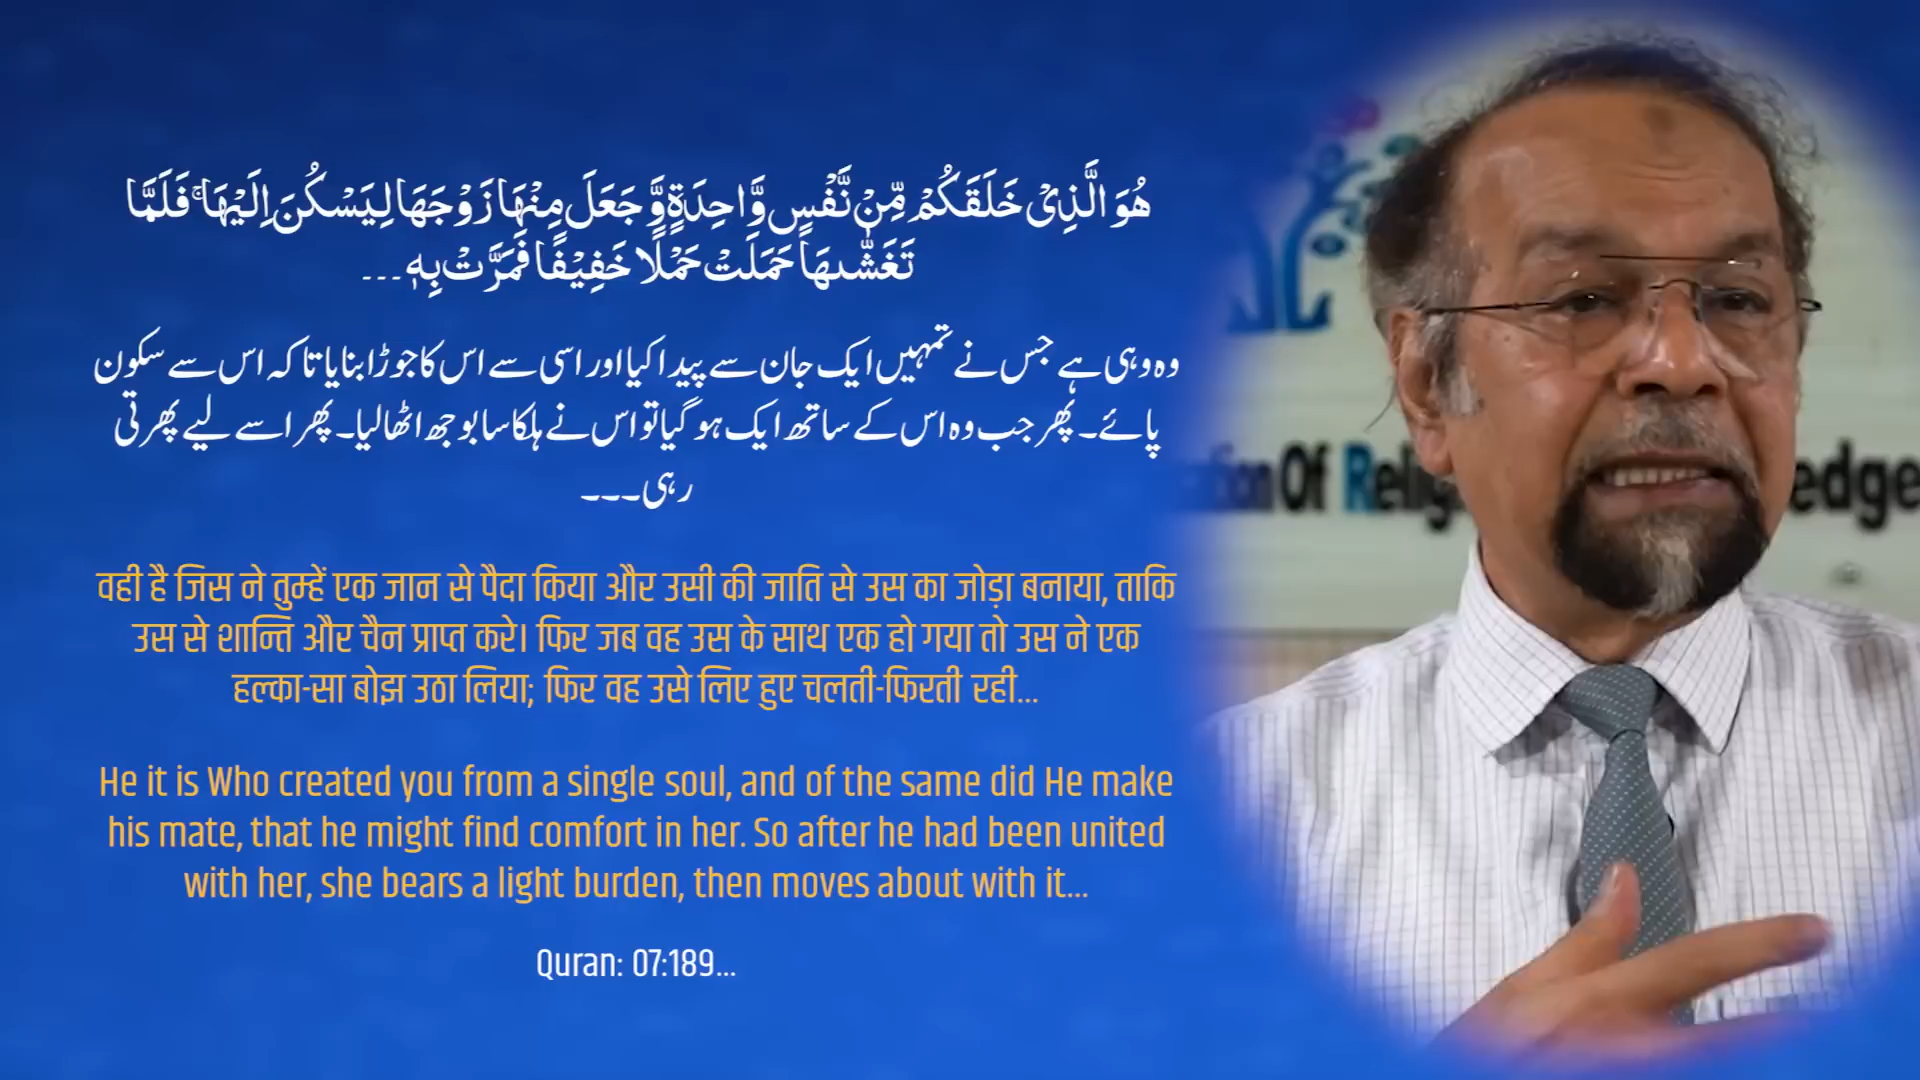 هُوَ الَّذِیْ خَلَقَكُمْ مِّنْ نَّفْسٍ وَّاحِدَةٍ وَّجَعَلَ مِنْهَا زَوْجَهَا لِیَسْكُنَ اِلَیْهَاۚ فَلَمَّا
تَغَشّٰىهَا حَمَلَتْ حَمْلًا خَفِیْفًا فَمَرَّتْ بِهٖ...
وہ وہی ہے جس نے تمہیں ایک جان سے پیدا کیا اور اسی سے اس کا جوڑا بنایا تاکہ اس سے سکون
پائے۔ پھر جب وہ اس کے ساتھ ایک ہو گیا تو اس نے ہلکا سا بوجھ اٹھا لیا۔ پھر اسے لیے پھرتی
رہی۔۔۔
वही है जिस ने तुम्हें एक जान से पैदा किया और उसी की जाति से उस का जोड़ा बनाया, ताकि
उस से शान्ति और चैन प्राप्त करे। फिर जब वह उस के साथ एक हो गया तो उस ने एक
हल्का-सा बोझ उठा लिया; फिर वह उसे लिए हुए चलती-फिरती रही...
He it is Who created you from a single soul, and of the same did He make
his mate, that he might find comfort in her. So after he had been united
with her, she bears a light burden, then moves about with it...
Quran: 07:189...
Of